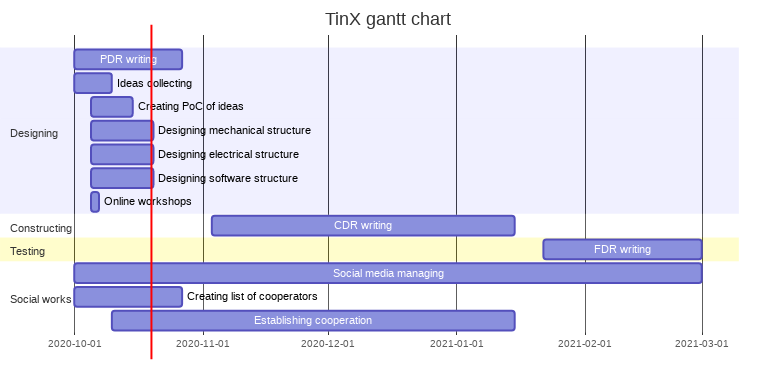 TinX gantt chart
PDR writing
Ideas collecting
Creating PoC of ideas
Designing
Designing mechanical structure
Designing electrical structure
Designing software structure
Online workshops
Constructing
CDR writing
Testing
FDR writing
Social media managing
Social works
Creating list of cooperators
Establishing cooperation
2020-10-01 2020-11-01 2020-12-01 2021-01-01 2021-02-01 2021-03-01